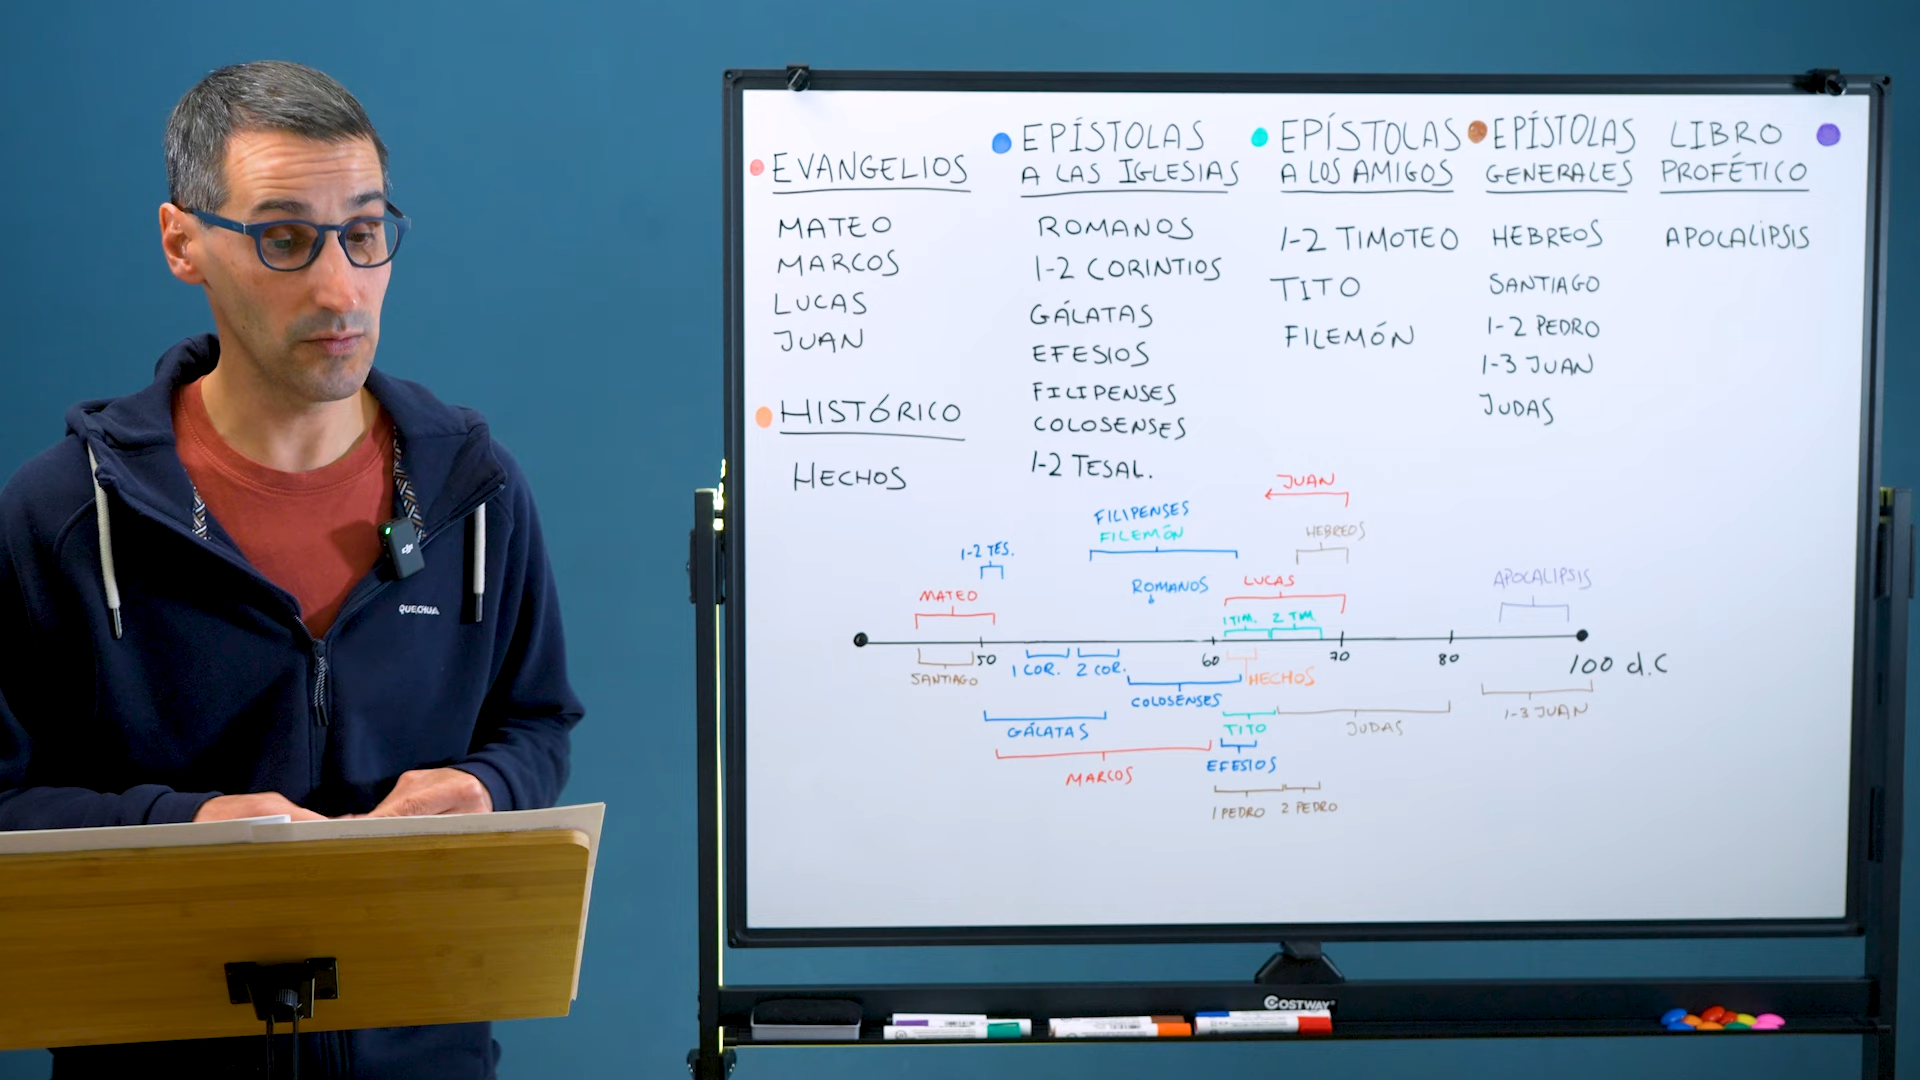 EVANGELIOS
MATEO
MARCOS
LUCAS
JUAN
HISTÓRICO
HECHOS
EPÍSTOLAS
A LAS IGLESIAS
ROMANOS
1-2 CORINTIOS
GÁLATAS
EFESIOS
FILIPENSES
COLOSENSES
1-2 TESAL.
EPÍSTOLAS
A LOS AMIGOS
1-2 TIMOTEO
TITO
FILEMÓN
EPÍSTOLAS
GENERALES
HEBREOS
SANTIAGO
1-2 PEDRO
1-3 JUAN
JUDAS
LIBRO
PROFÉTICO
APOCALIPSIS
JUAN
FILIPENSES
FILEMÓN
HEBREOS
1-2 TES.
ROMANOS
LUCAS
APOCALIPSIS
MATEO
1 TIM. 2 TIM.
50 60 70 80 100 d.C
SANTIAGO
1 COR. 2 COR.
HECHOS
COLOSENSES
1-3 JUAN
GÁLATAS
TITO
JUDAS
MARCOS
EFESIOS
1 PEDRO 2 PEDRO
QUECHUA
COSTWAY